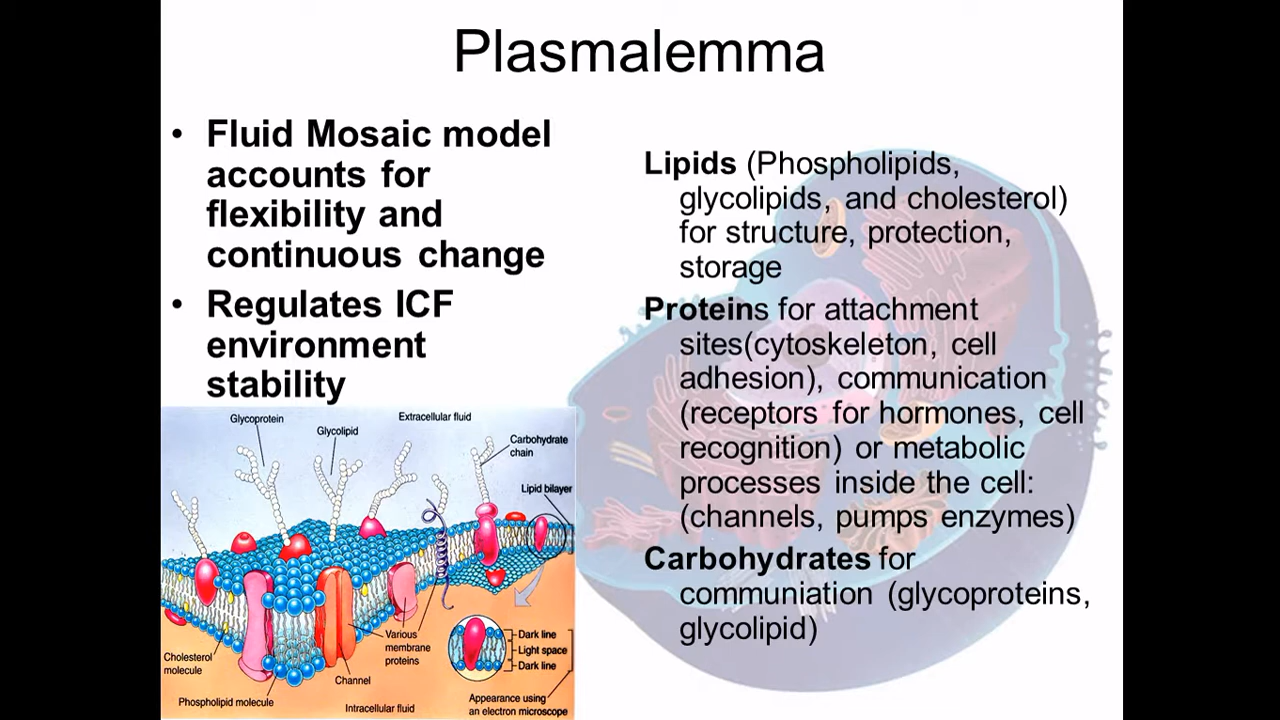 Plasmalemma
• Fluid Mosaic model
accounts for
flexibility and
continuous change
• Regulates ICF
environment
stability
Lipids (Phospholipids,
glycolipids, and cholesterol)
for structure, protection,
storage
Proteins for attachment
sites(cytoskeleton, cell
adhesion), communication
(receptors for hormones, cell
recognition) or metabolic
processes inside the cell:
(channels, pumps enzymes)
Carbohydrates for
communiation (glycoproteins,
glycolipid)
Glycoprotein
Extracellular fluid
Glycolipid
Carbohydrate
chain
Lipid bilayer
Cholesterol
molecule
Various
membrane
proteins
Dark line
Light space
Dark line
Channel
Phospholipid molecule
Intracellular fluid
Appearance using
an electron microscope